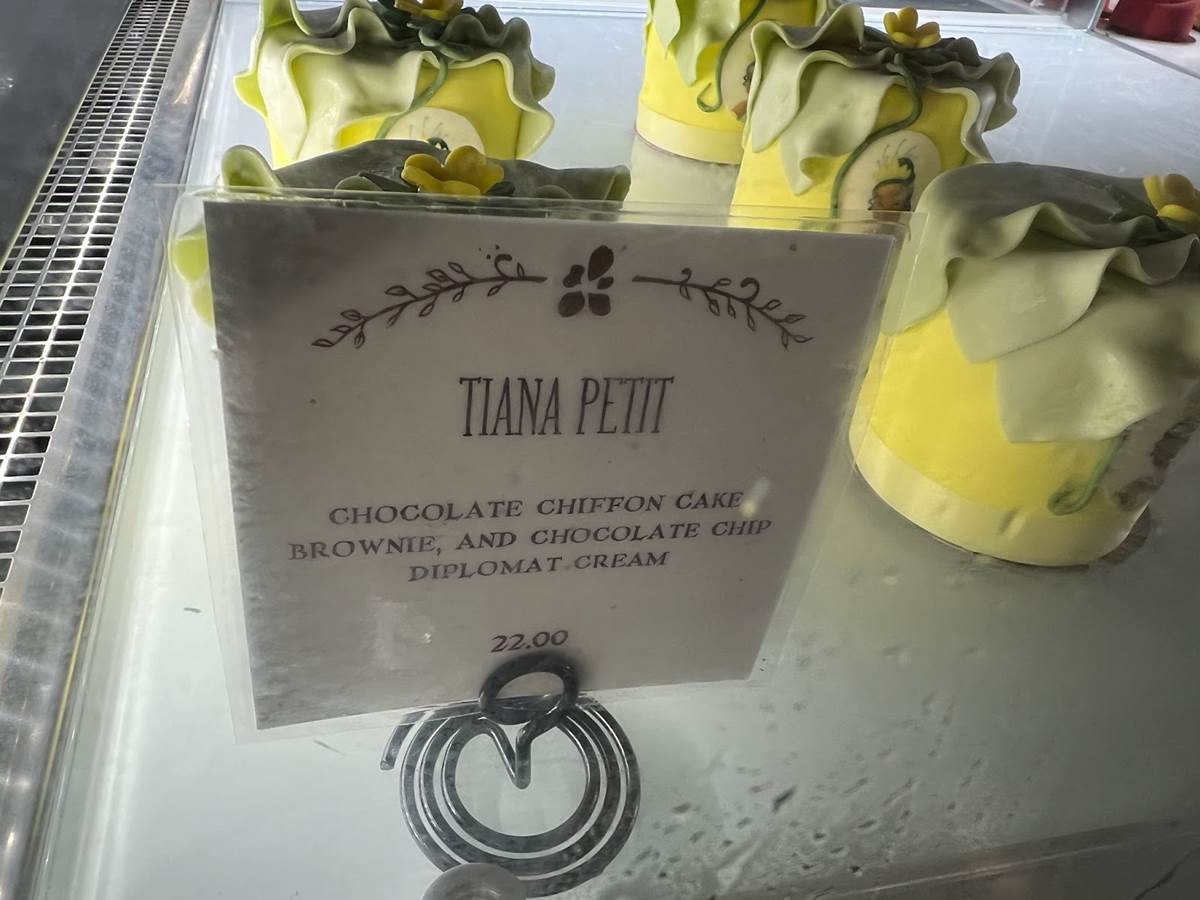 TIANA PETIT
CHOCOLATE CHIFFON CAKE
BROWNIE, AND CHOCOLATE CHIP
DIPLOMAT CREAM
22.00